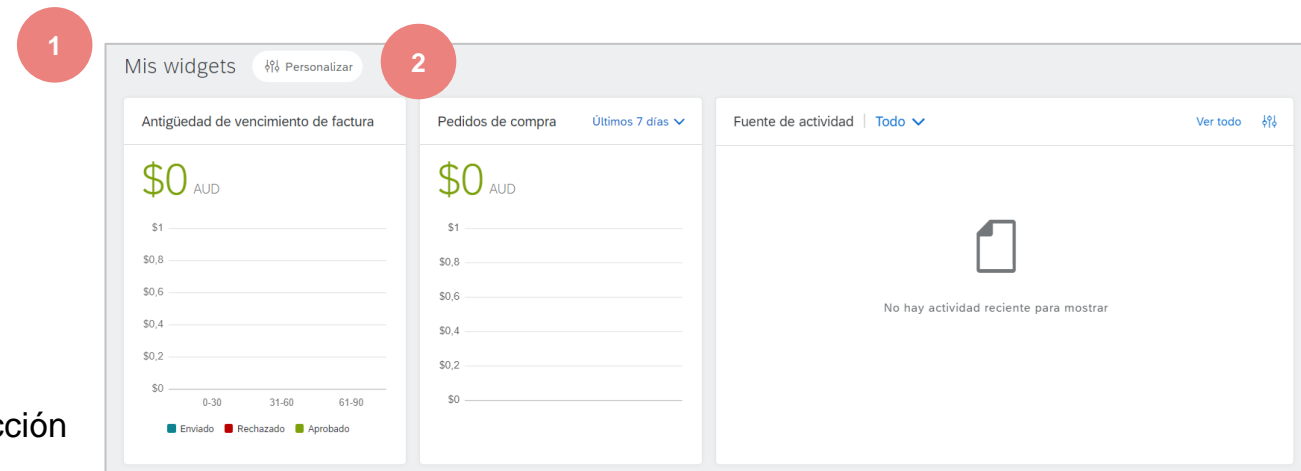 1
2
Mis widgets Personalizar
Antigüedad de vencimiento de factura
$0 AUD
$1
$0,8
$0,6
$0,4
$0,2
$0
0-30 31-60 61-90
Enviado Rechazado Aprobado
Pedidos de compra Últimos 7 días
$0 AUD
$1
$0,8
$0,6
$0,4
$0,2
$0
Fuente de actividad Todo Ver todo
No hay actividad reciente para mostrar
cción